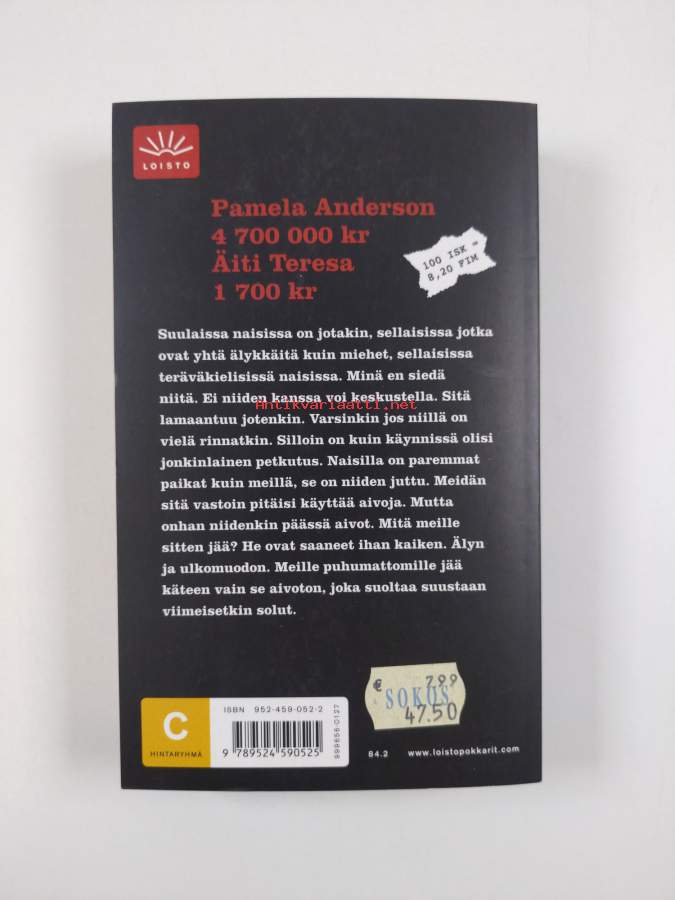 LOISTO
Pamela Anderson
4 700 000 kr
Äiti Teresa
1 700 kr
100 ISK =
8,20 FIM
Suulaissa naisissa on jotakin, sellaisissa jotka
ovat yhtä älykkäitä kuin miehet, sellaisissa
teräväkielisissä naisissa. Minä en siedä
niitä. Ei niiden kanssa voi keskustella. Sitä
Antikvariaatti.net
lamaantuu jotenkin. Varsinkin jos niillä on
vielä rinnatkin. Silloin on kuin käynnissä olisi
jonkinlainen petkutus. Naisilla on paremmat
paikat kuin meillä, se on niiden juttu. Meidän
sitä vastoin pitäisi käyttää aivoja. Mutta
onhan niidenkin päässä aivot. Mitä meille
sitten jää? He ovat saaneet ihan kaiken. Älyn
ja ulkomuodon. Meille puhumattomille jää
käteen vain se aivoton, joka suoltaa suustaan
viimeisetkin solut.
C
HINTARYHMÄ
ISBN 952-459-052-2
9 789524 590525
999656-0127
€ 7.99
SOKOS
47.50
84.2 www.loistopokkarit.com